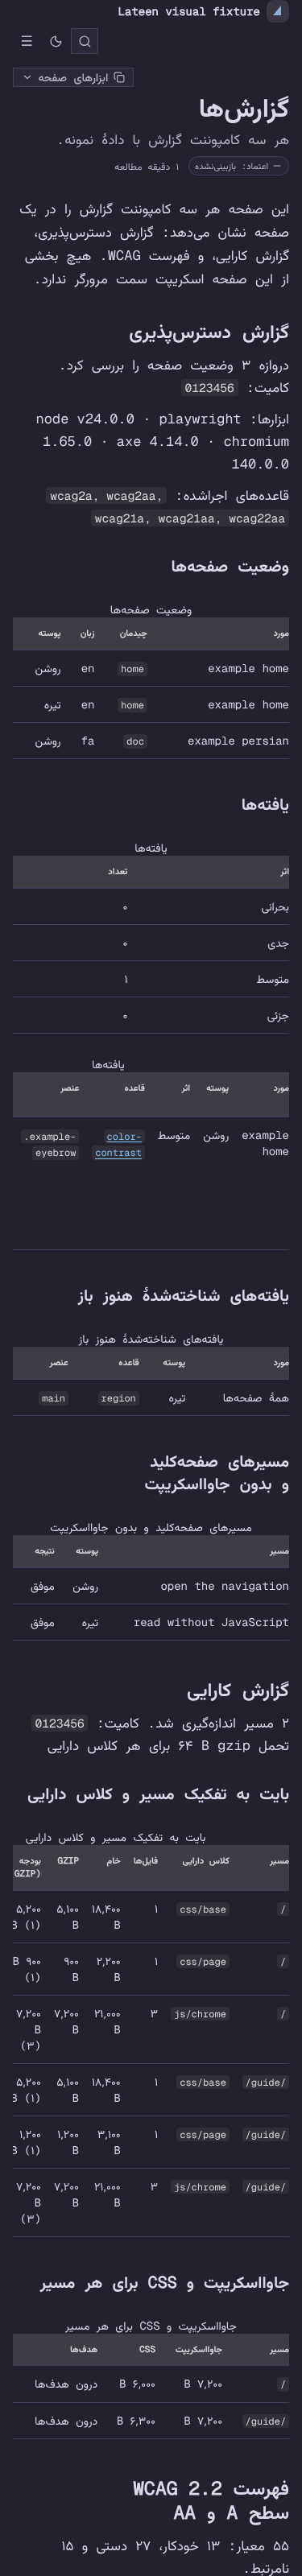 Lateen visual fixture
ابزارهای صفحه
گزارش‌ها
هر سه کامپوننت گزارش با دادهٔ نمونه.
اعتماد: بازبینی‌نشده
۱ دقیقه مطالعه
این صفحه هر سه کامپوننت گزارش را در یک
صفحه نشان می‌دهد: گزارش دسترس‌پذیری،
گزارش کارایی، و فهرست WCAG. هیچ بخشی
از این صفحه اسکریپت سمت مرورگر ندارد.
گزارش دسترس‌پذیری
دروازه ۳ وضعیت صفحه را بررسی کرد.
کامیت: 0123456
ابزارها: node v24.0.0 · playwright
1.65.0 · axe 4.14.0 · chromium
140.0.0
قاعده‌های اجراشده: wcag2a, wcag2aa,
wcag21a, wcag21aa, wcag22aa
وضعیت صفحه‌ها
وضعیت صفحه‌ها
مورد چیدمان زبان پوسته
example home home en روشن
example home home en تیره
example persian doc fa روشن
یافته‌ها
یافته‌ها
اثر تعداد
بحرانی ۰
جدی ۰
متوسط ۱
جزئی ۰
یافته‌ها
مورد پوسته اثر قاعده عنصر
example home روشن متوسط color-contrast .example-eyebrow
یافته‌های شناخته‌شدهٔ هنوز باز
یافته‌های شناخته‌شدهٔ هنوز باز
مورد پوسته قاعده عنصر
همهٔ صفحه‌ها تیره region main
مسیرهای صفحه‌کلید
و بدون جاوااسکریپت
مسیرهای صفحه‌کلید و بدون جاوااسکریپت
مسیر پوسته نتیجه
open the navigation روشن موفق
read without JavaScript تیره موفق
گزارش کارایی
۲ مسیر اندازه‌گیری شد. کامیت: 0123456
تحمل ۶۴ B gzip برای هر کلاس دارایی
بایت به تفکیک مسیر و کلاس دارایی
بایت به تفکیک مسیر و کلاس دارایی
مسیر کلاس دارایی فایل‌ها خام GZIP بودجه (GZIP
/ css/base ۱ ۱۸,۴۰۰ B ۵,۱۰۰ B ۵,۲۰۰ B (۱)
/ css/page ۱ ۲,۲۰۰ B ۹۰۰ B ۹۰۰ B (۱)
/ js/chrome ۳ ۲۱,۰۰۰ B ۷,۲۰۰ B ۷,۲۰۰ B (۳)
/guide/ css/base ۱ ۱۸,۴۰۰ B ۵,۱۰۰ B ۵,۲۰۰ B (۱)
/guide/ css/page ۱ ۳,۱۰۰ B ۱,۲۰۰ B ۱,۲۰۰ B (۱)
/guide/ js/chrome ۳ ۲۱,۰۰۰ B ۷,۲۰۰ B ۷,۲۰۰ B (۳)
جاوااسکریپت و CSS برای هر مسیر
جاوااسکریپت و CSS برای هر مسیر
مسیر جاوااسکریپت CSS هدف‌ها
/ ۷,۲۰۰ B ۶,۰۰۰ B درون هدف‌ها
/guide/ ۷,۲۰۰ B ۶,۳۰۰ B درون هدف‌ها
فهرست WCAG 2.2
سطح A و AA
۵۵ معیار: ۱۳ خودکار، ۲۷ دستی و ۱۵
نامرتبط.